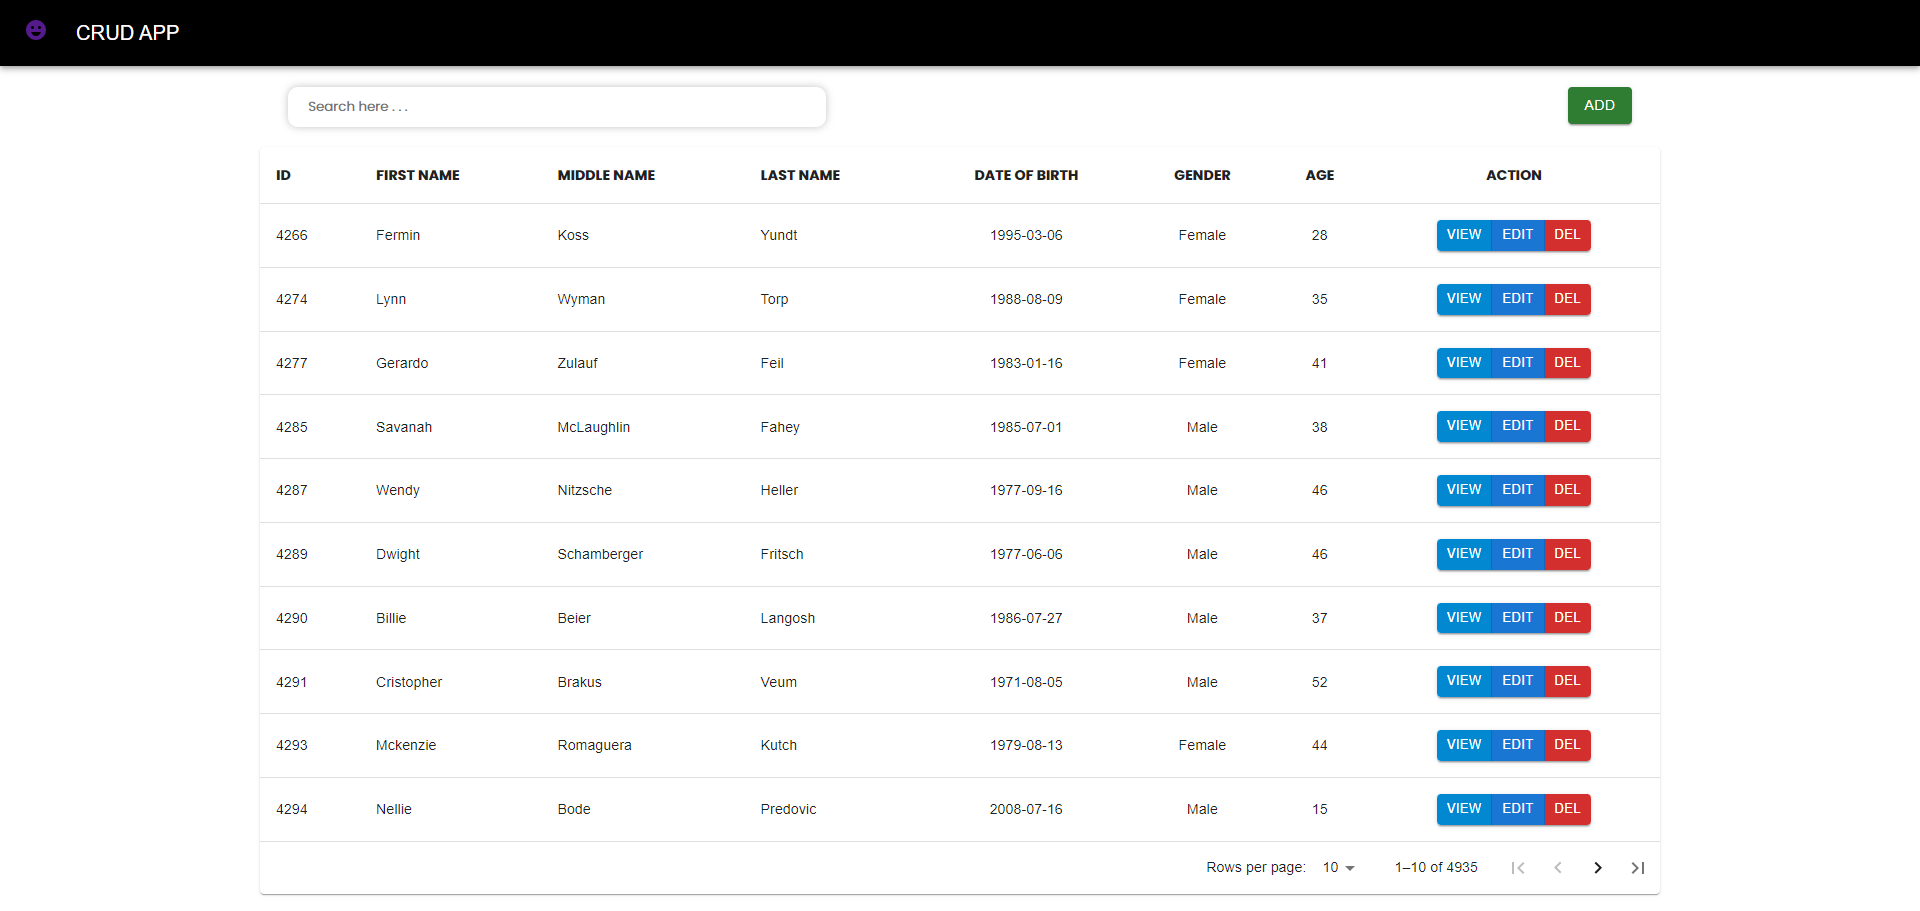 CRUD APP
Search here . . .
ADD
ID FIRST NAME MIDDLE NAME LAST NAME DATE OF BIRTH GENDER AGE ACTION
4266 Fermin Koss Yundt 1995-03-06 Female 28 VIEW EDIT DEL
4274 Lynn Wyman Torp 1988-08-09 Female 35 VIEW EDIT DEL
4277 Gerardo Zulauf Feil 1983-01-16 Female 41 VIEW EDIT DEL
4285 Savanah McLaughlin Fahey 1985-07-01 Male 38 VIEW EDIT DEL
4287 Wendy Nitzsche Heller 1977-09-16 Male 46 VIEW EDIT DEL
4289 Dwight Schamberger Fritsch 1977-06-06 Male 46 VIEW EDIT DEL
4290 Billie Beier Langosh 1986-07-27 Male 37 VIEW EDIT DEL
4291 Cristopher Brakus Veum 1971-08-05 Male 52 VIEW EDIT DEL
4293 Mckenzie Romaguera Kutch 1979-08-13 Female 44 VIEW EDIT DEL
4294 Nellie Bode Predovic 2008-07-16 Male 15 VIEW EDIT DEL
Rows per page: 10 1–10 of 4935